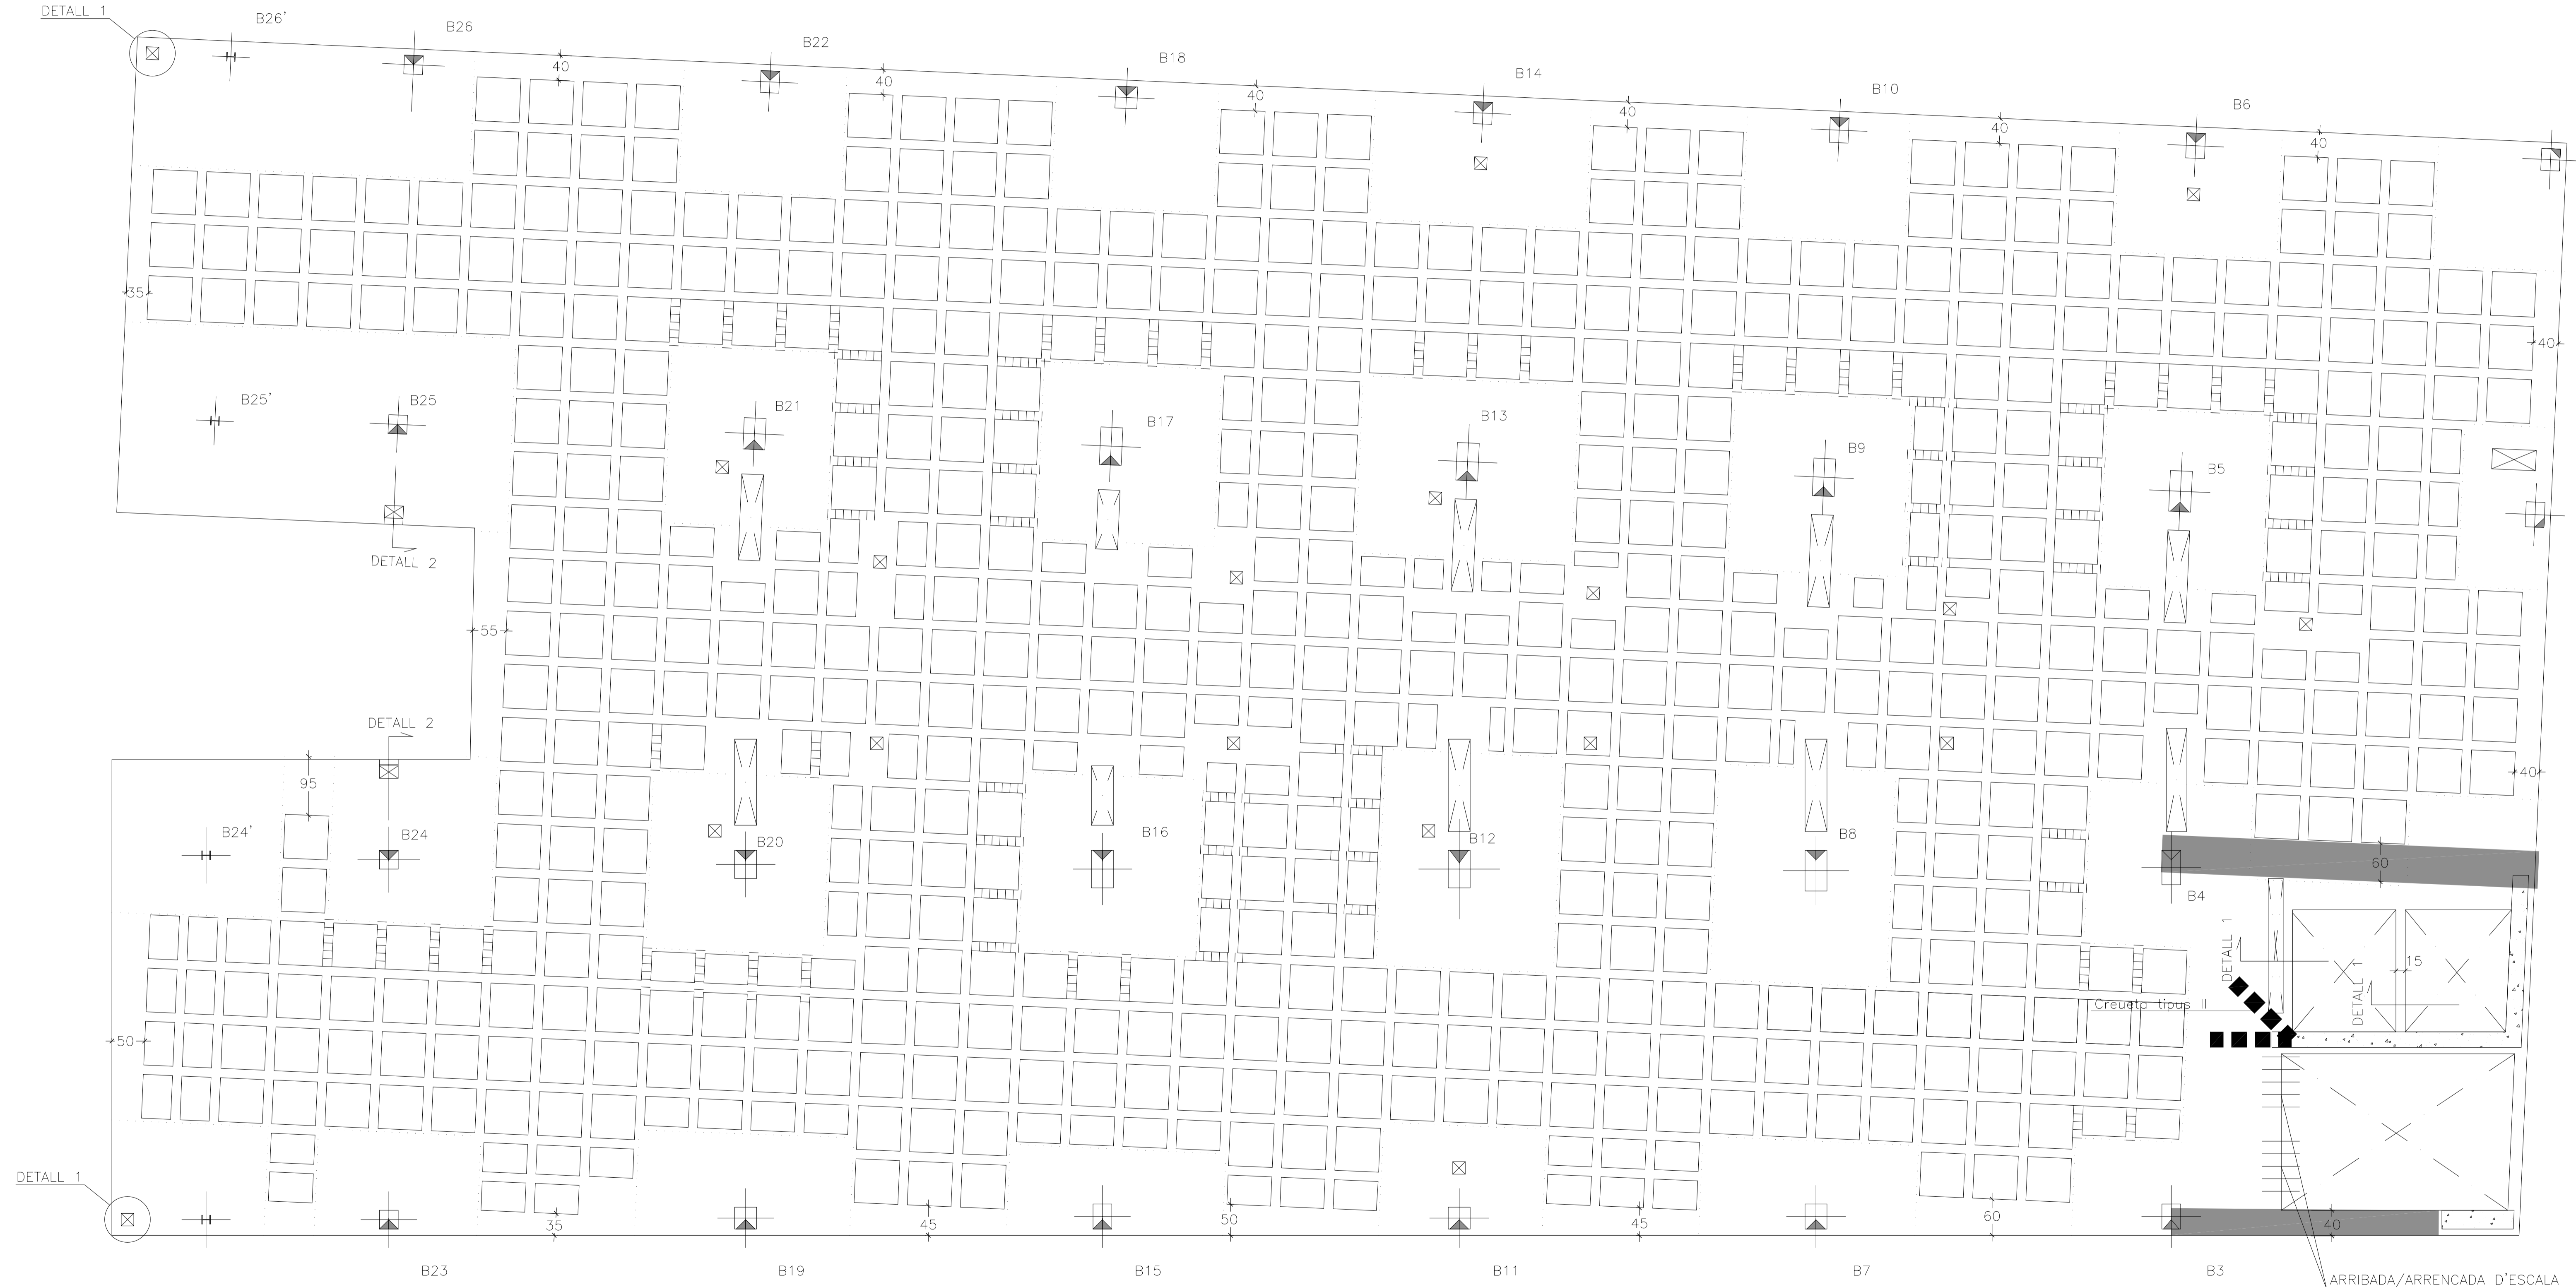 DETALL 1
B26'
B26
B22
B18
B14
B10
B6
40
40
40
40
40
40
35
40
B25'
B25
B21
B17
B13
B9
B5
DETALL 2
55
DETALL 2
95
40
B24'
B24
B20
B16
B12
B8
B4
60
DETALL 1
15
DETALL 1
Creueta tipus II
50
DETALL 1
35
45
50
45
60
40
B23
B19
B15
B11
B7
B3
ARRIBADA/ARRENCADA D'ESCALA